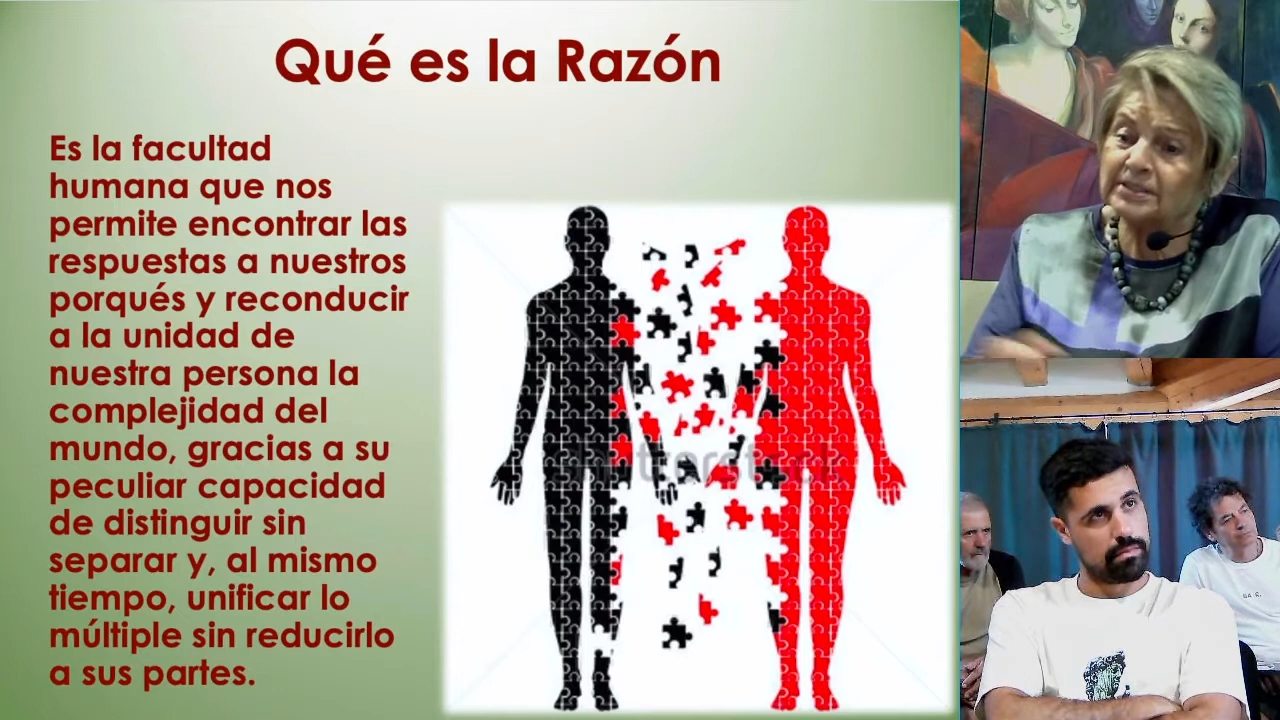 Qué es la Razón
Es la facultad
humana que nos
permite encontrar las
respuestas a nuestros
porqués y reconducir
a la unidad de
nuestra persona la
complejidad del
mundo, gracias a su
peculiar capacidad
de distinguir sin
separar y, al mismo
tiempo, unificar lo
múltiple sin reducirlo
a sus partes.